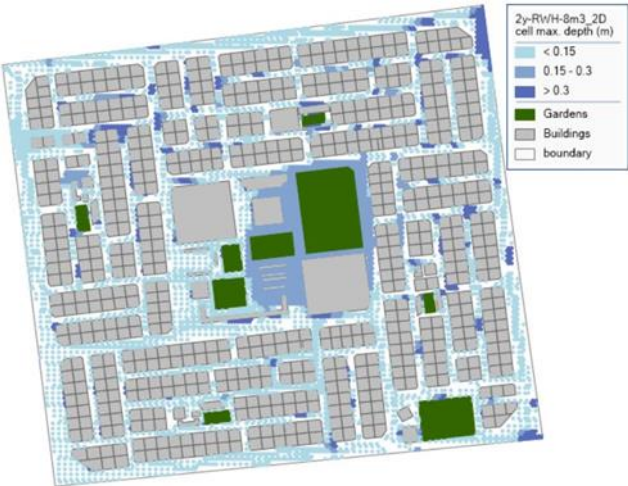 2y-RWH-8m3_2D
cell max. depth (m)
< 0.15
0.15 - 0.3
> 0.3
Gardens
Buildings
boundary